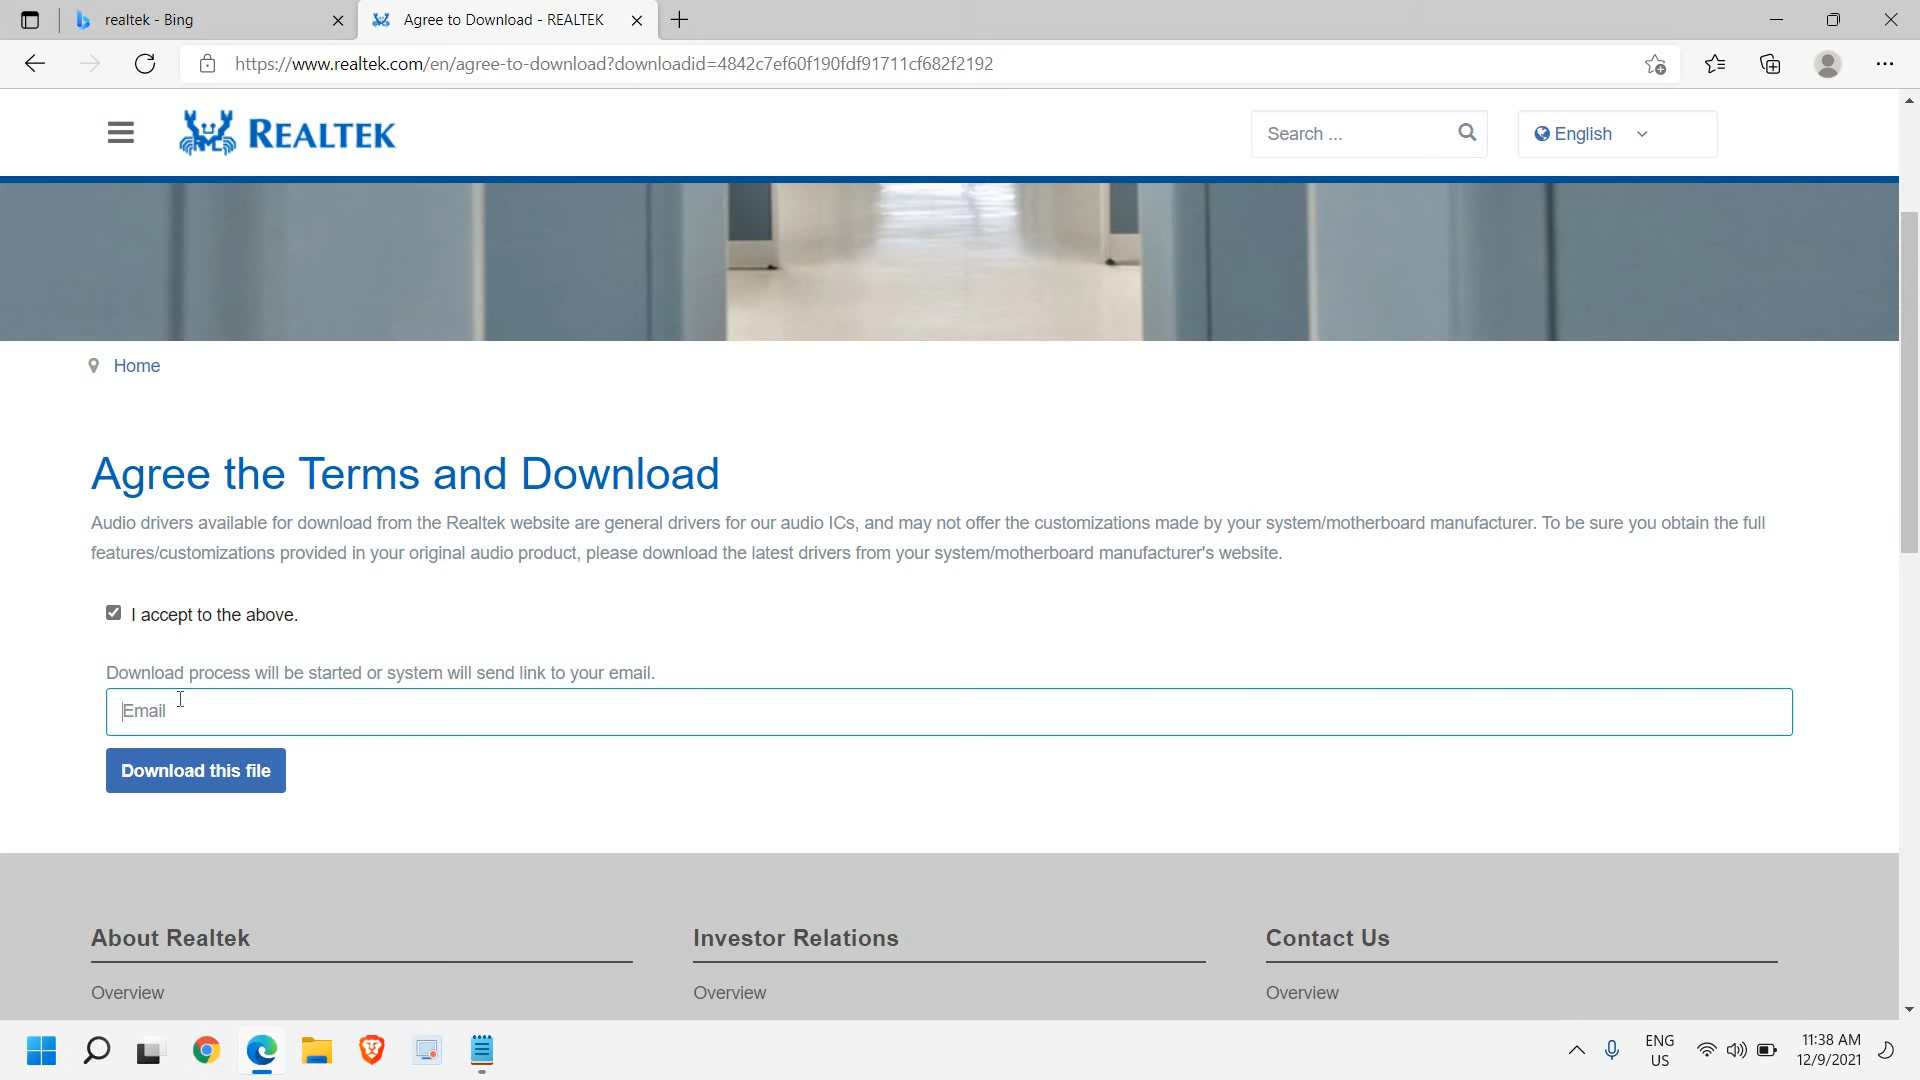 realtek - Bing
Agree to Download - REALTEK
https://www.realtek.com/en/agree-to-download?downloadid=4842c7ef60f190fdf91711cf682f2192
REALTEK
Search ...
English
Home
Agree the Terms and Download
Audio drivers available for download from the Realtek website are general drivers for our audio ICs, and may not offer the customizations made by your system/motherboard manufacturer. To be sure you obtain the full
features/customizations provided in your original audio product, please download the latest drivers from your system/motherboard manufacturer's website.
I accept to the above.
Download process will be started or system will send link to your email.
Email
Download this file
About Realtek
Investor Relations
Contact Us
Overview
Overview
Overview
ENG
US
11:38 AM
12/9/2021